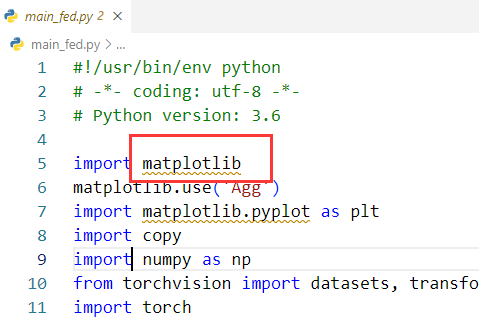 main_fed.py 2 ×
main_fed.py > ...
1 #!/usr/bin/env python
2 # -*- coding: utf-8 -*-
3 # Python version: 3.6
4
5 import matplotlib
6 matplotlib.use('Agg')
7 import matplotlib.pyplot as plt
8 import copy
9 import numpy as np
10 from torchvision import datasets, transfo
11 import torch